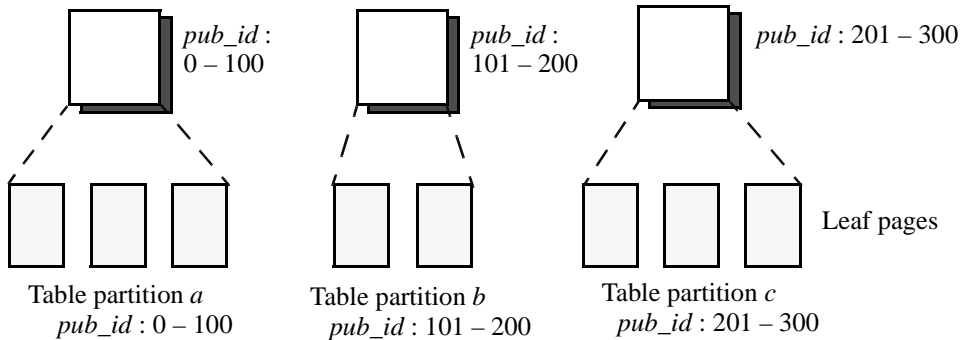 pub_id :
0 – 100
pub_id :
101 – 200
pub_id : 201 – 300
Leaf pages
Table partition a
pub_id : 0 – 100
Table partition b
pub_id : 101 – 200
Table partition c
pub_id : 201 – 300